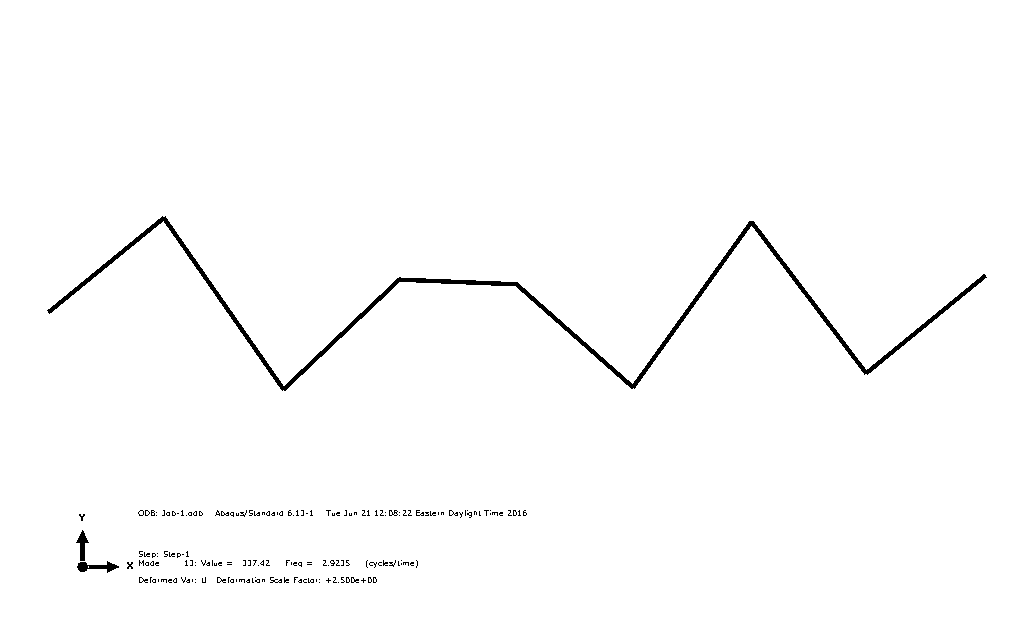 Y
ODB: Job-1.odb Abaqus/Standard 6.13-1 Tue Jun 21 12:08:22 Eastern Daylight Time 2016
X
Step: Step-1
Mode 13: Value = 337.42 Freq = 2.9235 (cycles/time)
Deformed Var: U Deformation Scale Factor: +2.500e+00